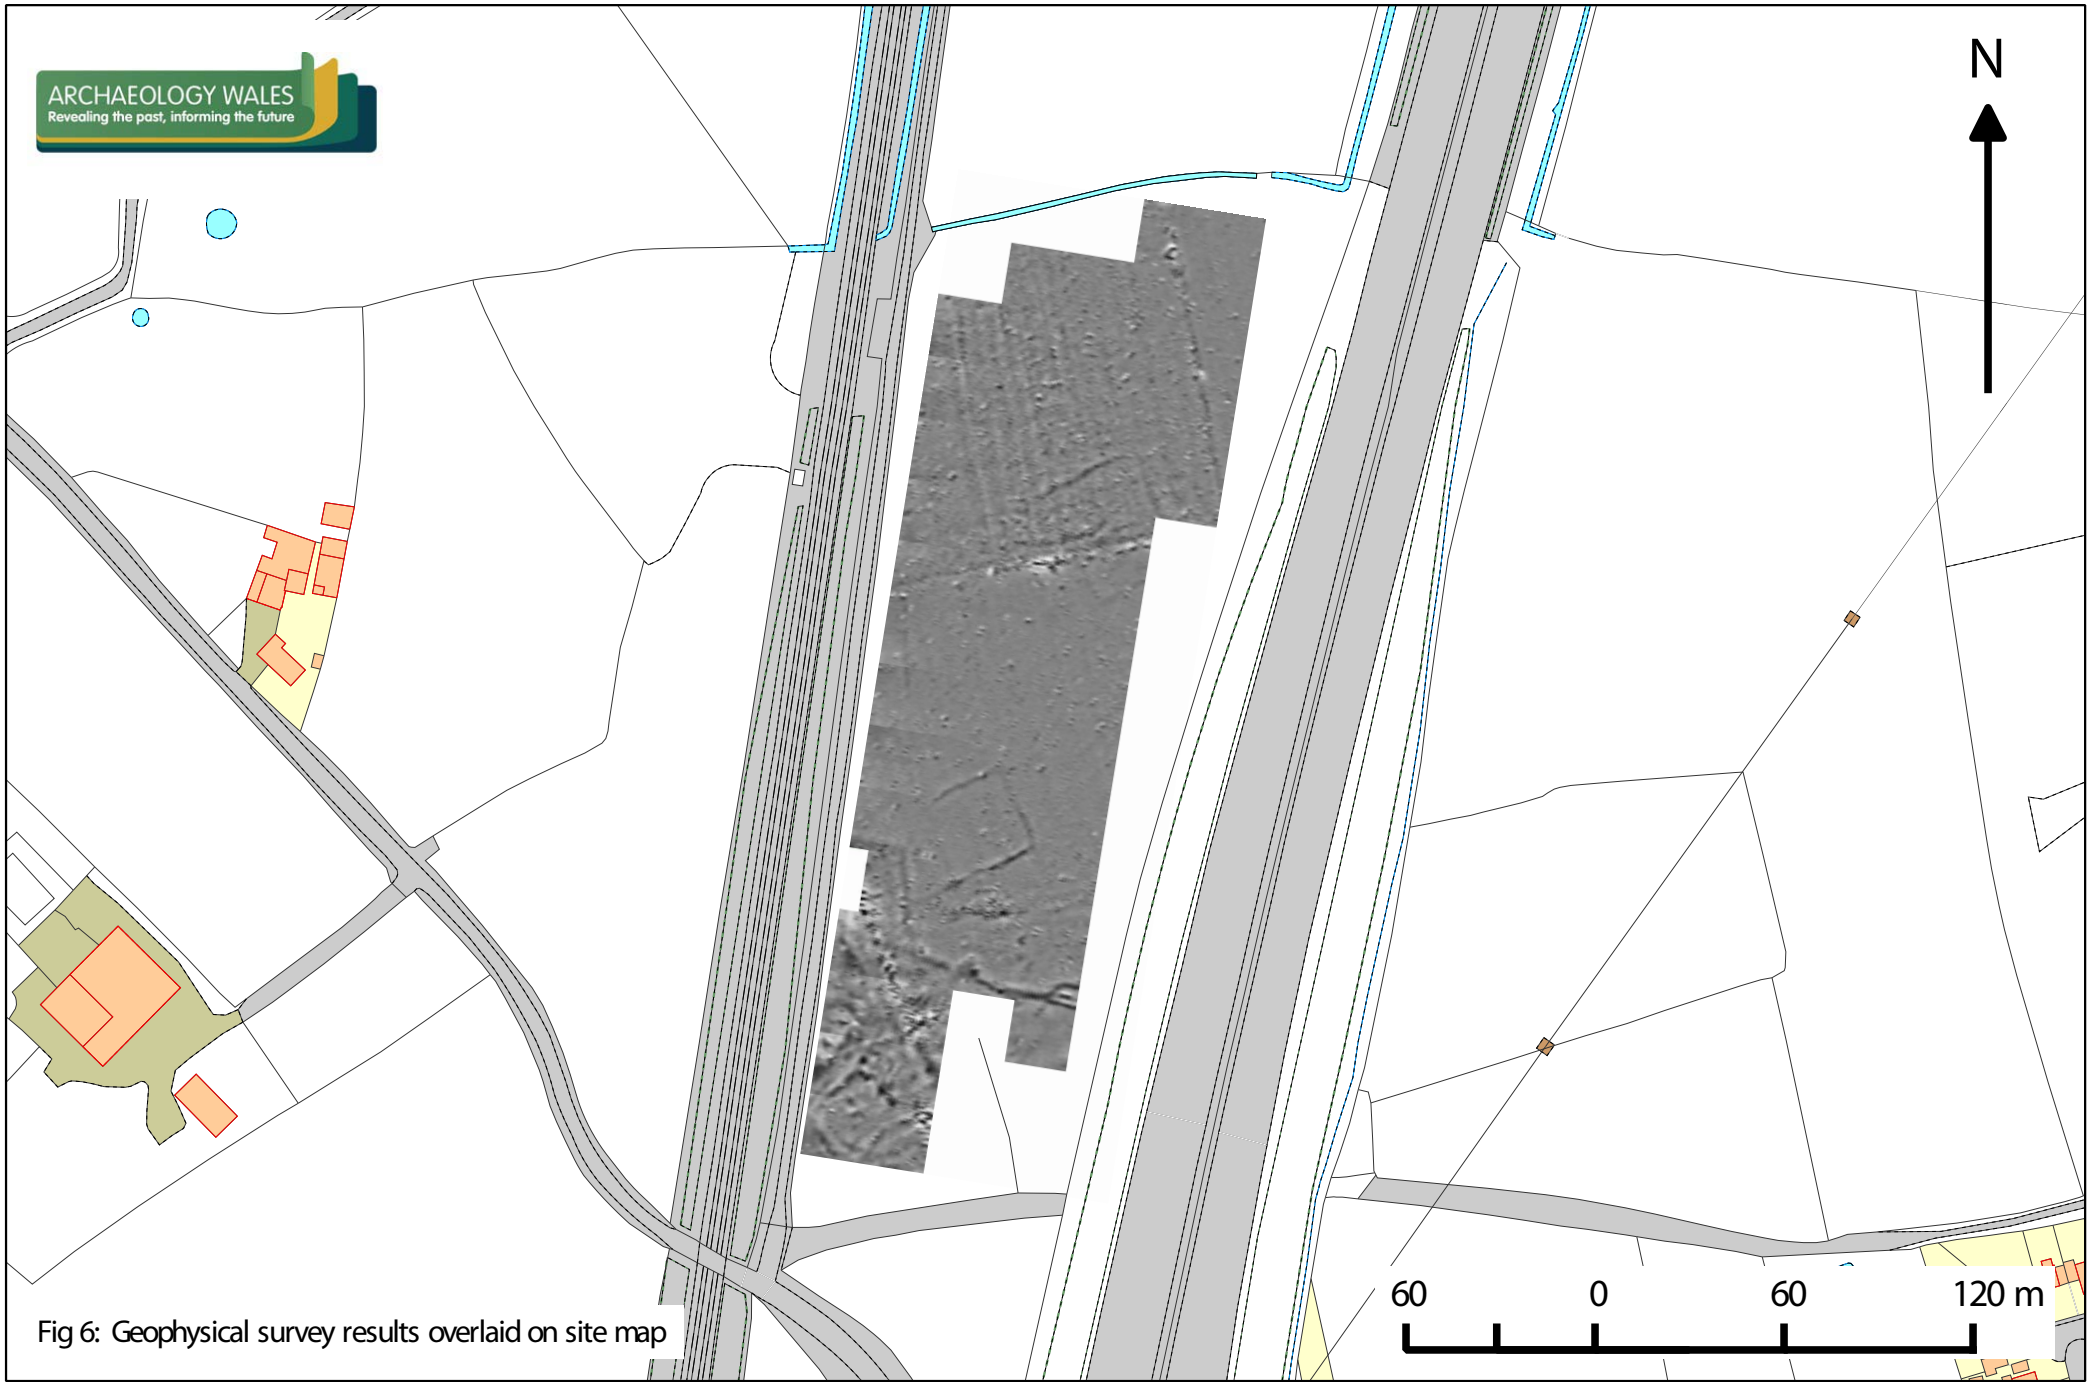 ARCHAEOLOGY WALES
Revealing the past, informing the future
N
60 0 60 120 m
Fig 6: Geophysical survey results overlaid on site map